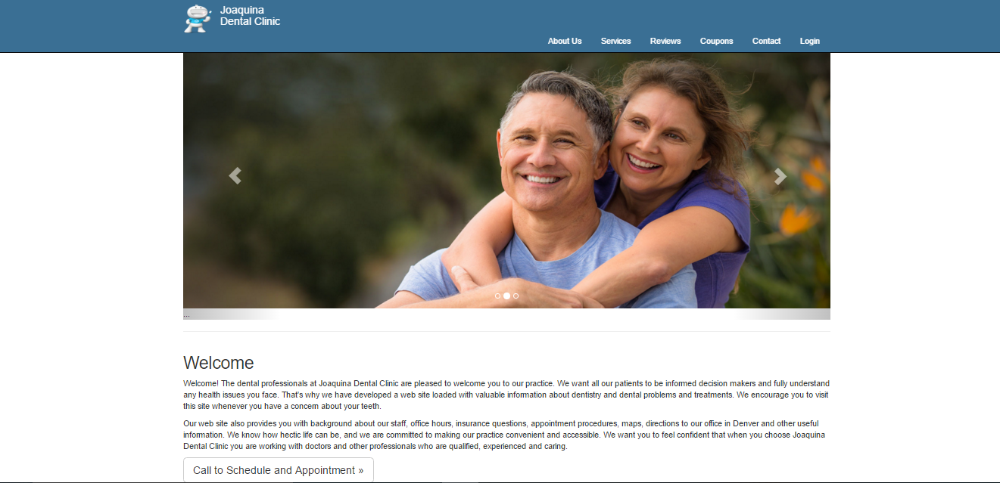 Joaquina
Dental Clinic
About Us Services Reviews Coupons Contact Login
...
Welcome
Welcome! The dental professionals at Joaquina Dental Clinic are pleased to welcome you to our practice. We want all our patients to be informed decision makers and fully understand
any health issues you face. That's why we have developed a web site loaded with valuable information about dentistry and dental problems and treatments. We encourage you to visit
this site whenever you have a concern about your teeth.
Our web site also provides you with background about our staff, office hours, insurance questions, appointment procedures, maps, directions to our office in Denver and other useful
information. We know how hectic life can be, and we are committed to making our practice convenient and accessible. We want you to feel confident that when you choose Joaquina
Dental Clinic you are working with doctors and other professionals who are qualified, experienced and caring.
Call to Schedule and Appointment »